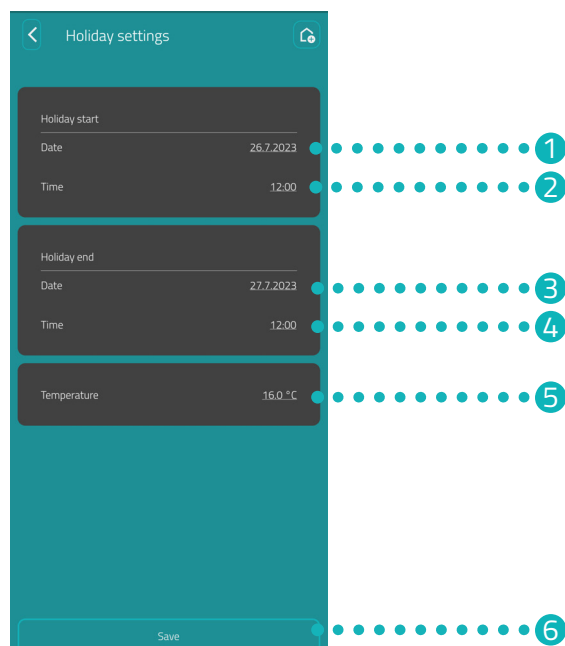 Holiday settings
Holiday start
Date 26.7.2023 1
Time 12:00 2
Holiday end
Date 27.7.2023 3
Time 12:00 4
Temperature 16.0 °C 5
Save 6